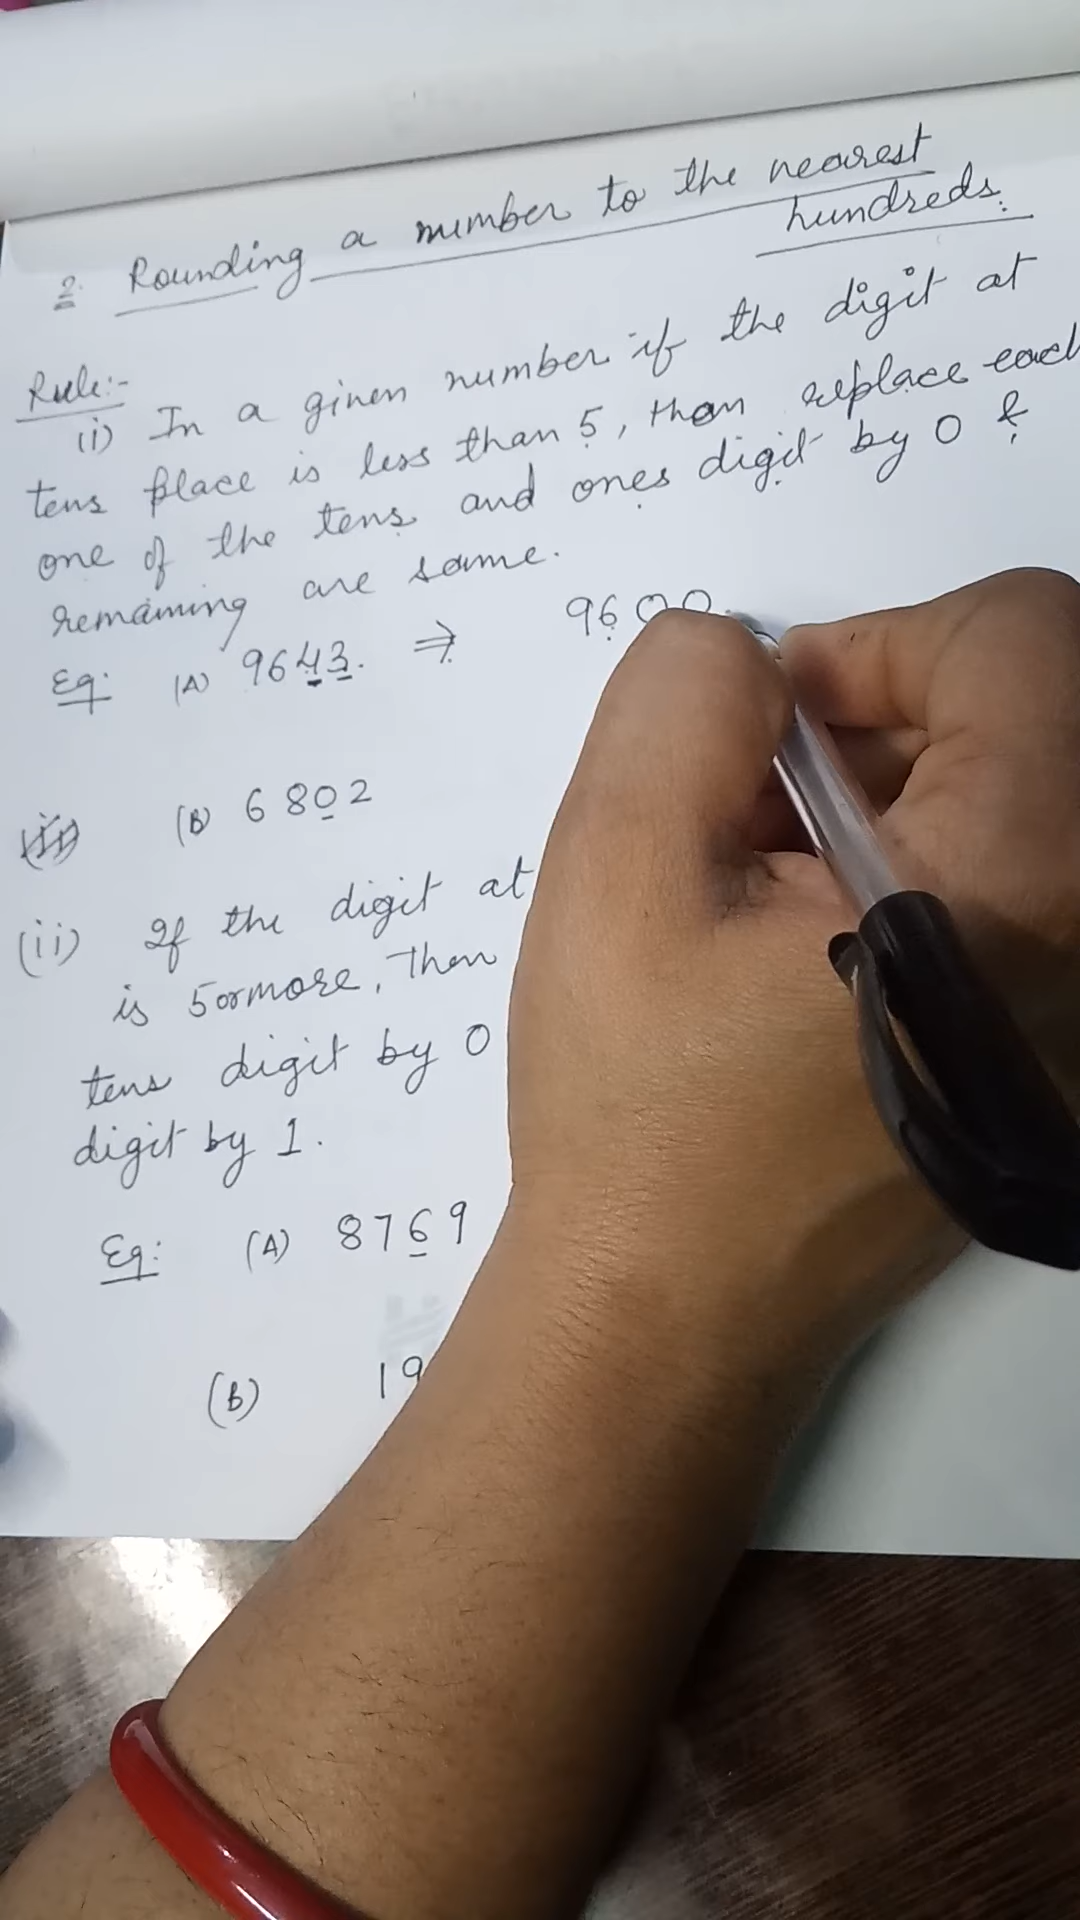 2. Rounding a number to the nearest
hundreds.
Rule:-
(i) In a given number if the digit at
tens place is less than 5, then replace each
one of the tens and ones digit by 0 &
remaining are same.
Eg: (A) 9643. ⇒ 9600
(B) 6802
(ii) If the digit at
is 5 or more, then
tens digit by 0
digit by 1.
Eg: (A) 8769
(B) 19